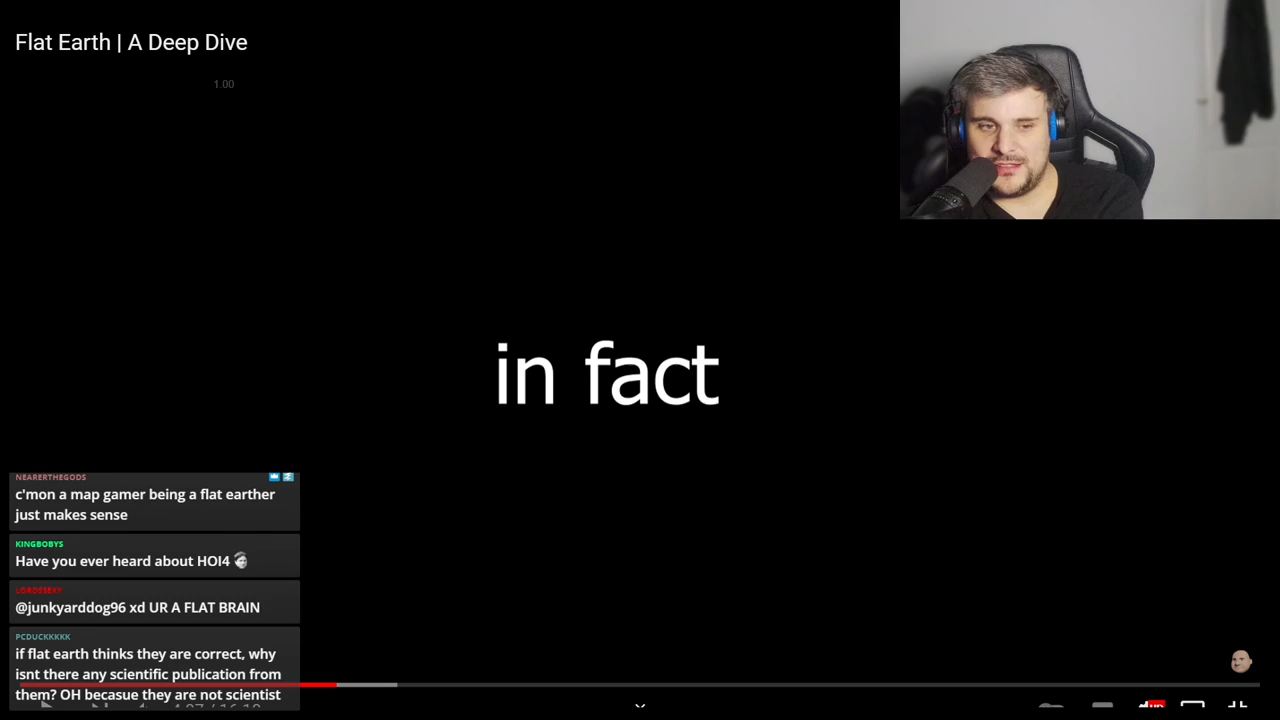 Flat Earth | A Deep Dive
1.00
in fact
NEARERTHEGODS
c'mon a map gamer being a flat earther
just makes sense
KINGBOBYS
Have you ever heard about HOI4
@junkyarddog96 xd UR A FLAT BRAIN
PCDUCKKKKK
if flat earth thinks they are correct, why
isnt there any scientific publication from
them? OH becasue they are not scientist